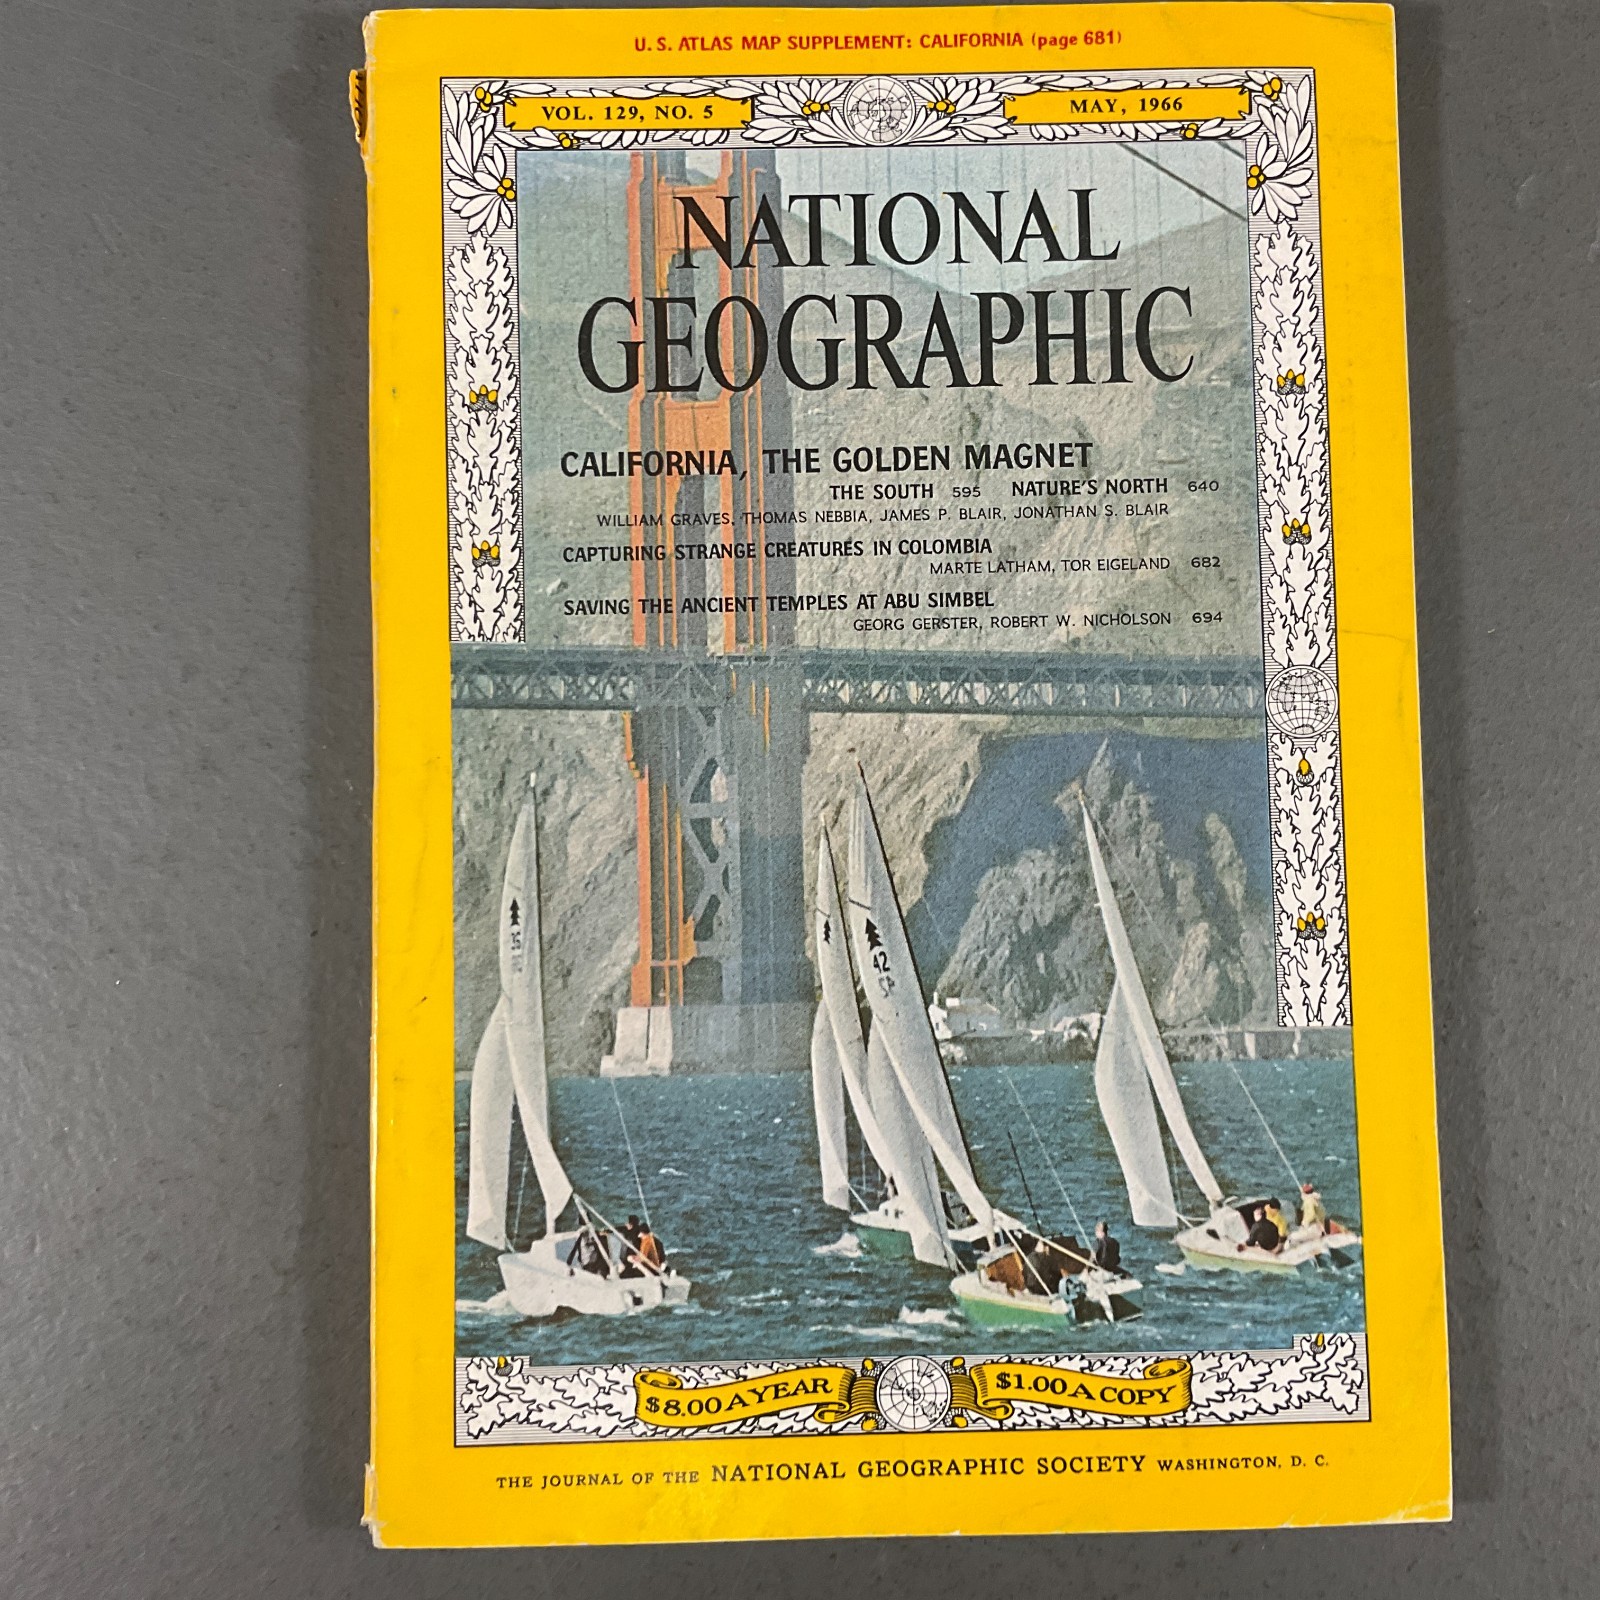 U. S. ATLAS MAP SUPPLEMENT: CALIFORNIA (page 681)
VOL. 129, NO. 5
MAY, 1966
NATIONAL
GEOGRAPHIC
CALIFORNIA, THE GOLDEN MAGNET
THE SOUTH 595 NATURE'S NORTH 640
WILLIAM GRAVES, THOMAS NEBBIA, JAMES P. BLAIR, JONATHAN S. BLAIR
CAPTURING STRANGE CREATURES IN COLOMBIA
MARTE LATHAM, TOR EIGELAND 682
SAVING THE ANCIENT TEMPLES AT ABU SIMBEL
GEORG GERSTER, ROBERT W. NICHOLSON 694
35
42
$8.00 A YEAR
$1.00 A COPY
THE JOURNAL OF THE NATIONAL GEOGRAPHIC SOCIETY WASHINGTON, D. C.